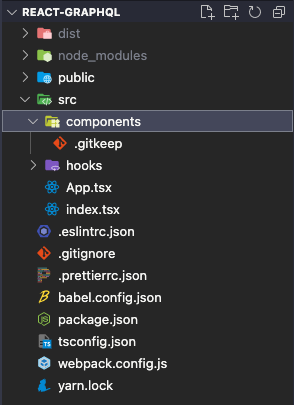 REACT-GRAPHQL
dist
node_modules
public
src
components
.gitkeep
hooks
App.tsx
index.tsx
.eslintrc.json
.gitignore
.prettierrc.json
babel.config.json
package.json
tsconfig.json
webpack.config.js
yarn.lock